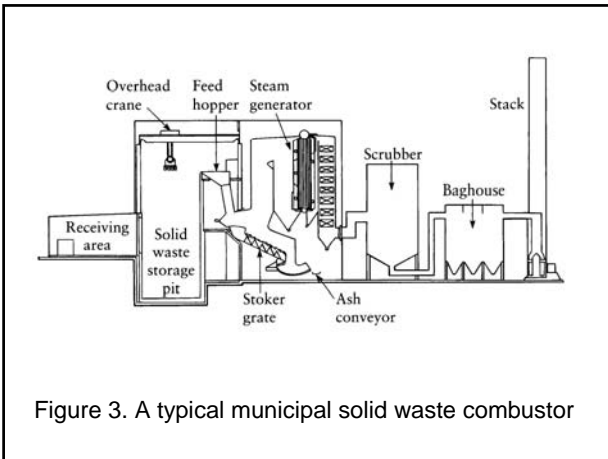 Overhead
crane
Feed
hopper
Steam
generator
Stack
Scrubber
Baghouse
Receiving
area
Solid
waste
storage
pit
Stoker
grate
Ash
conveyor
Figure 3. A typical municipal solid waste combustor